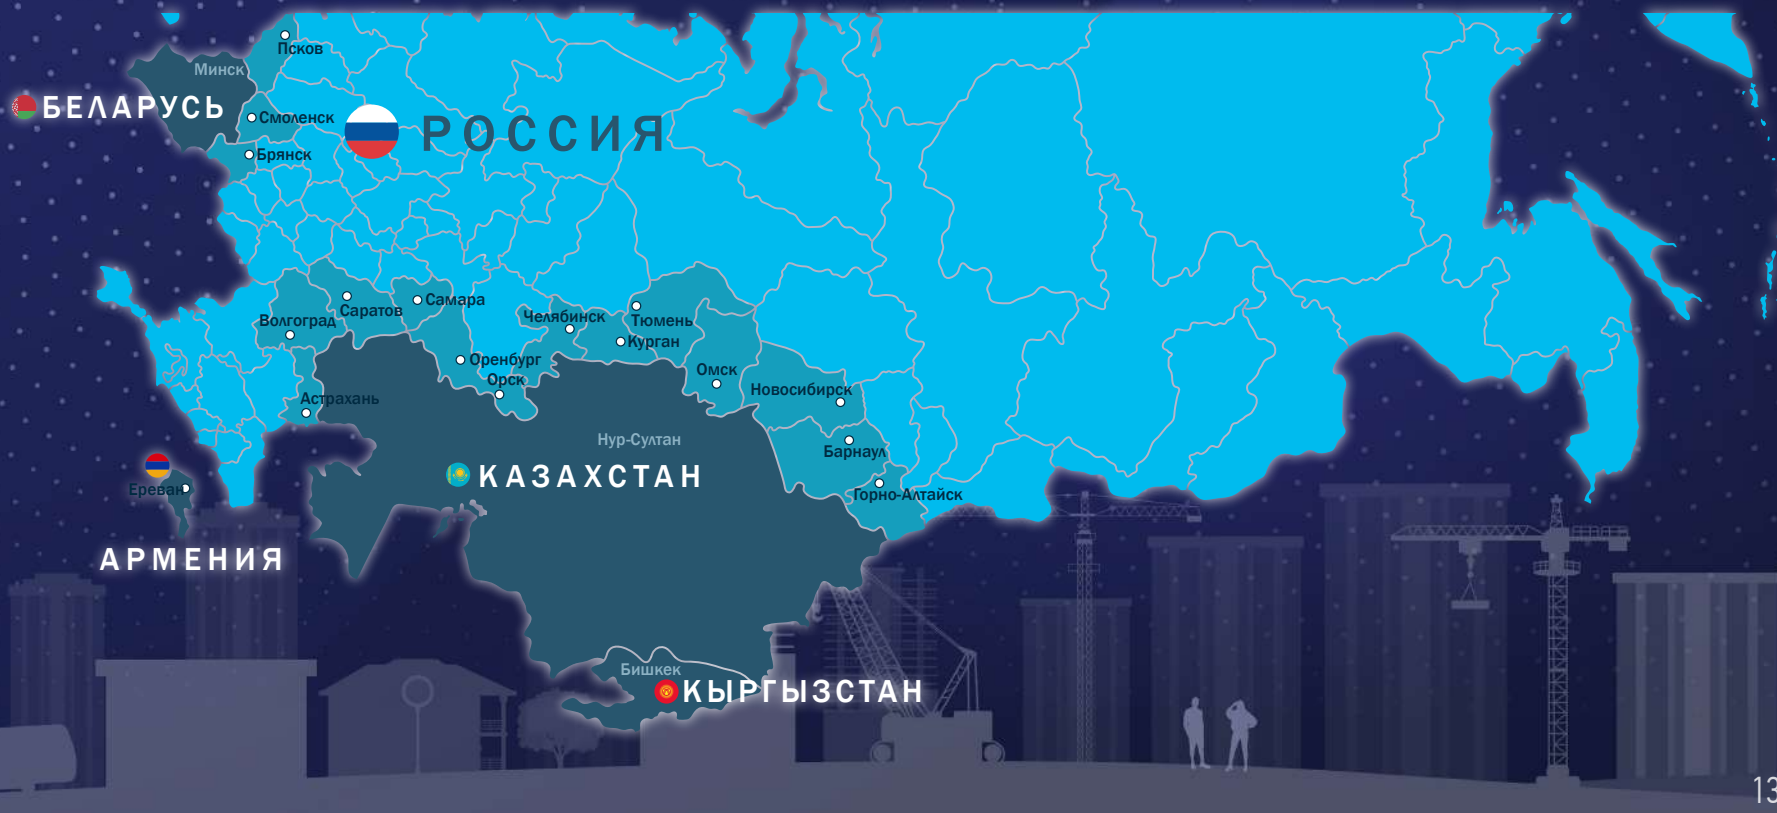 Псков
Минск
БЕЛАРУСЬ
Смоленск
РОССИЯ
Брянск
Самара
Саратов
Волгоград
Челябинск
Тюмень
Курган
Оренбург
Орск
Омск
Новосибирск
Астрахань
Нур-Султан
Барнаул
КАЗАХСТАН
Ереван
Горно-Алтайск
АРМЕНИЯ
Бишкек
КЫРГЫЗСТАН
13